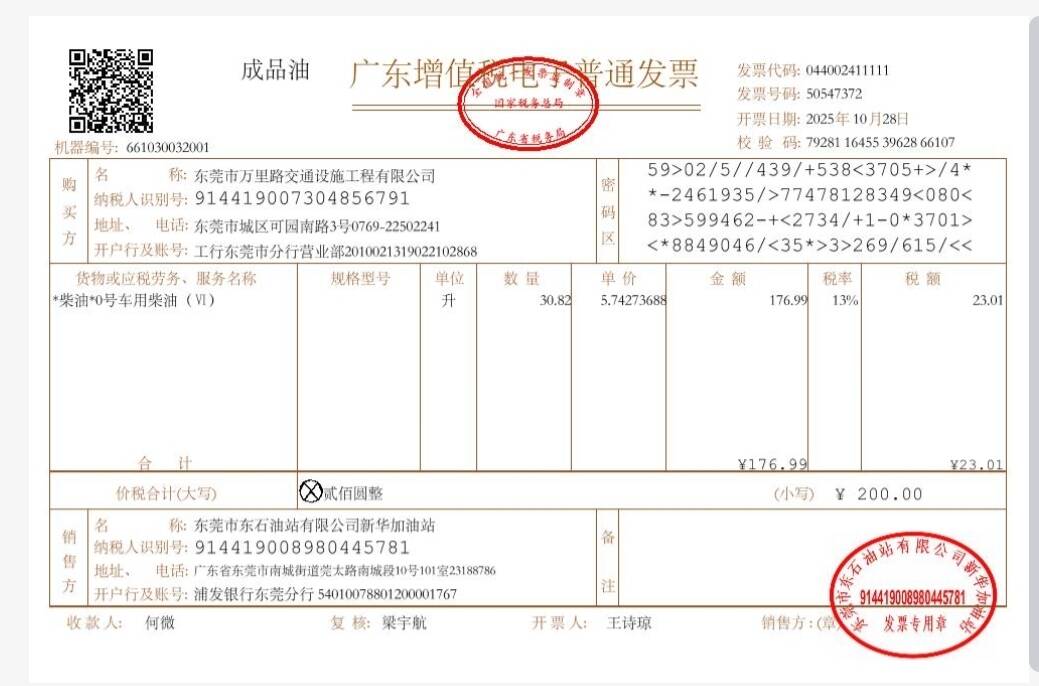 成品油
广东增值税电子普通发票
国家税务总局
广东省税务局
发票代码: 044002411111
发票号码: 50547372
开票日期: 2025年10月28日
校 验 码: 79281 16455 39628 66107
机器编号: 661030032001
购买方
名 称: 东莞市万里路交通设施工程有限公司
纳税人识别号: 914419007304856791
地址、 电话: 东莞市城区可园南路3号0769-22502241
开户行及账号: 工行东莞市分行营业部2010021319022102868
密码区
59>02/5//439/+538<3705+>/4*
*-2461935/>77478128349<080<
83>599462-+<2734/+1-0*3701>
<*8849046/<35*>3>269/615/<<
货物或应税劳务、服务名称 规格型号 单位 数 量 单 价 金 额 税率 税 额
*柴油*0号车用柴油（Ⅵ） 升 30.82 5.74273688 176.99 13% 23.01
合 计 ¥176.99 ¥23.01
价税合计(大写) 贰佰圆整 (小写) ¥ 200.00
销售方
名 称: 东莞市东石油站有限公司新华加油站
纳税人识别号: 914419008980445781
地址、 电话: 广东省东莞市南城街道莞太路南城段10号101室23188786
开户行及账号: 浦发银行东莞分行 54010078801200001767
备注
东莞市东石油站有限公司新华加油站
914419008980445781
发票专用章
收款人: 何微 复核: 梁宇航 开票人: 王诗琼 销售方:(章)